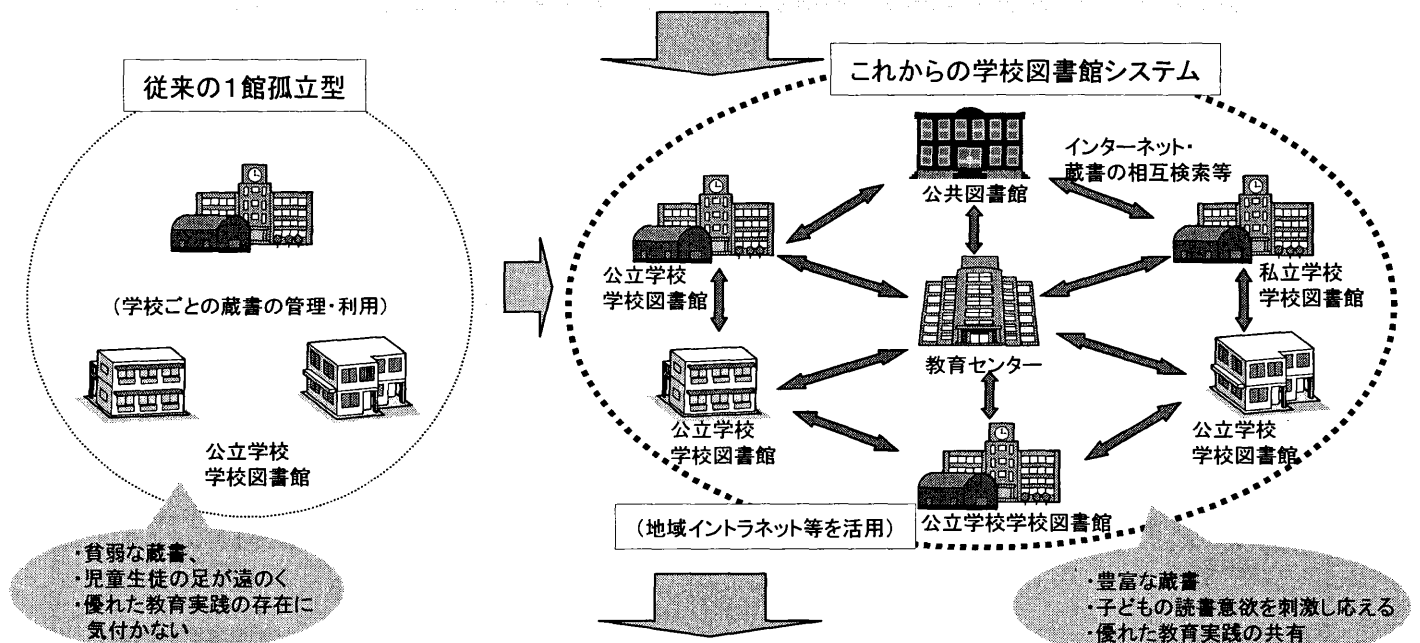 従来の１館孤立型
(学校ごとの蔵書の管理・利用)
公立学校
学校図書館
・貧弱な蔵書、
・児童生徒の足が遠のく
・優れた教育実践の存在に
気付かない
これからの学校図書館システム
公共図書館
インターネット・
蔵書の相互検索等
公立学校
学校図書館
私立学校
学校図書館
教育センター
公立学校
学校図書館
公立学校
学校図書館
公立学校学校図書館
(地域イントラネット等を活用)
・豊富な蔵書
・子どもの読書意欲を刺激し応える
・優れた教育実践の共有